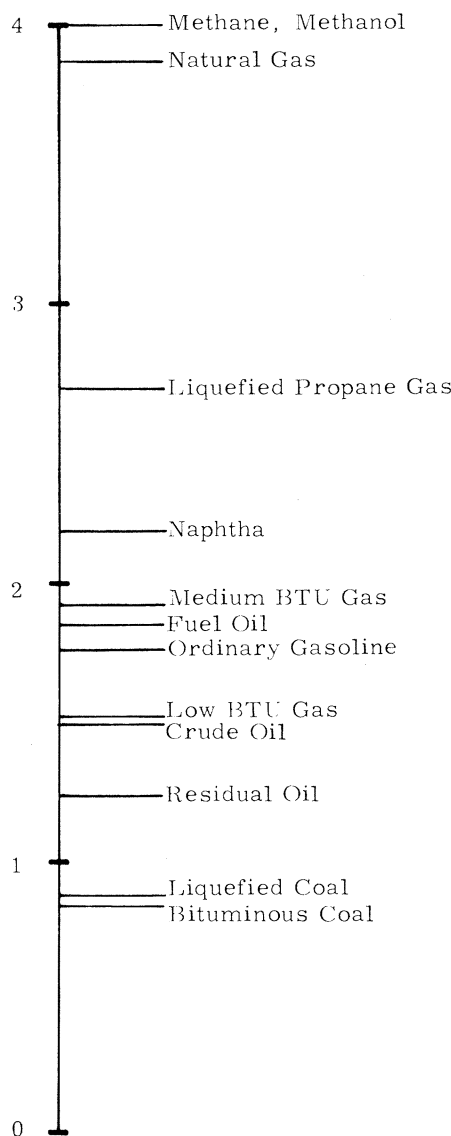 4
Methane, Methanol
Natural Gas
3
Liquefied Propane Gas
Naphtha
2
Medium BTU Gas
Fuel Oil
Ordinary Gasoline
Low BTU Gas
Crude Oil
Residual Oil
1
Liquefied Coal
Bituminous Coal
0